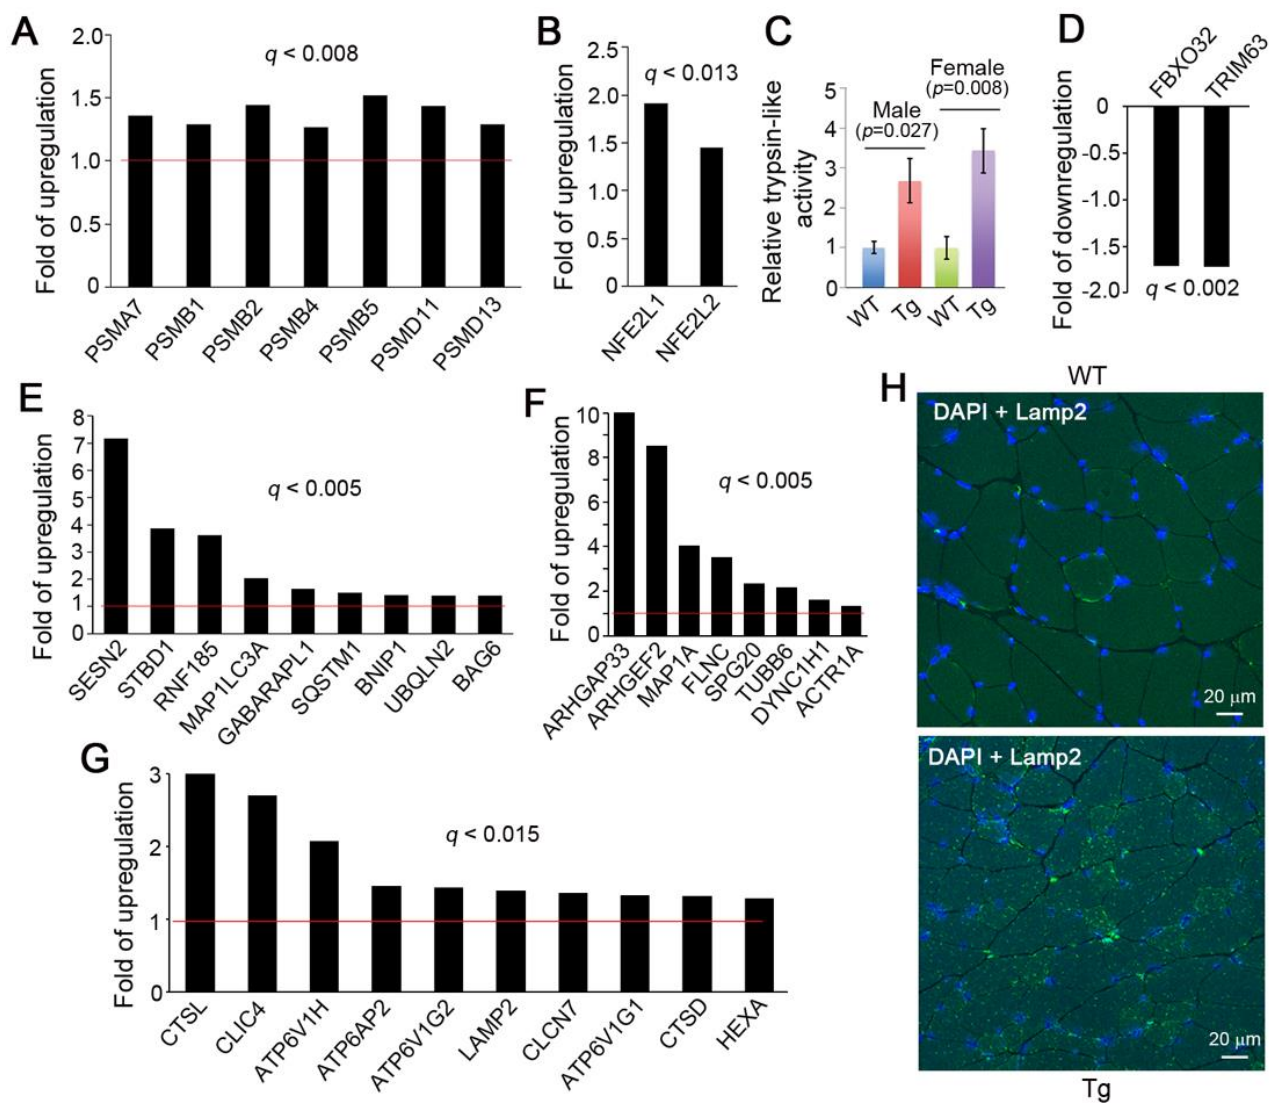 A
Fold of upregulation
2.0
1.5
1.0
0.5
0
q < 0.008
PSMA7
PSMB1
PSMB2
PSMB4
PSMB5
PSMD11
PSMD13
B
Fold of upregulation
2.5
2.0
1.5
1.0
0.5
0
q < 0.013
NFE2L1
NFE2L2
C
Relative trypsin-like
activity
5
4
3
2
1
0
Male
(p=0.027)
Female
(p=0.008)
WT
Tg
WT
Tg
D
FBXO32
TRIM63
Fold of downregulation
0
-0.5
-1.0
-1.5
-2.0
q < 0.002
E
Fold of upregulation
8
7
6
5
4
3
2
1
0
q < 0.005
SESN2
STBD1
RNF185
MAP1LC3A
GABARAPL1
SQSTM1
BNIP1
UBQLN2
BAG6
F
Fold of upregulation
10
8
6
4
2
0
q < 0.005
ARHGAP33
ARHGEF2
MAP1A
FLNC
SPG20
TUBB6
DYNC1H1
ACTR1A
G
Fold of upregulation
3
2
1
0
q < 0.015
CTSL
CLIC4
ATP6V1H
ATP6AP2
ATP6V1G2
LAMP2
CLCN7
ATP6V1G1
CTSD
HEXA
H
WT
DAPI + Lamp2
20 μm
DAPI + Lamp2
20 μm
Tg